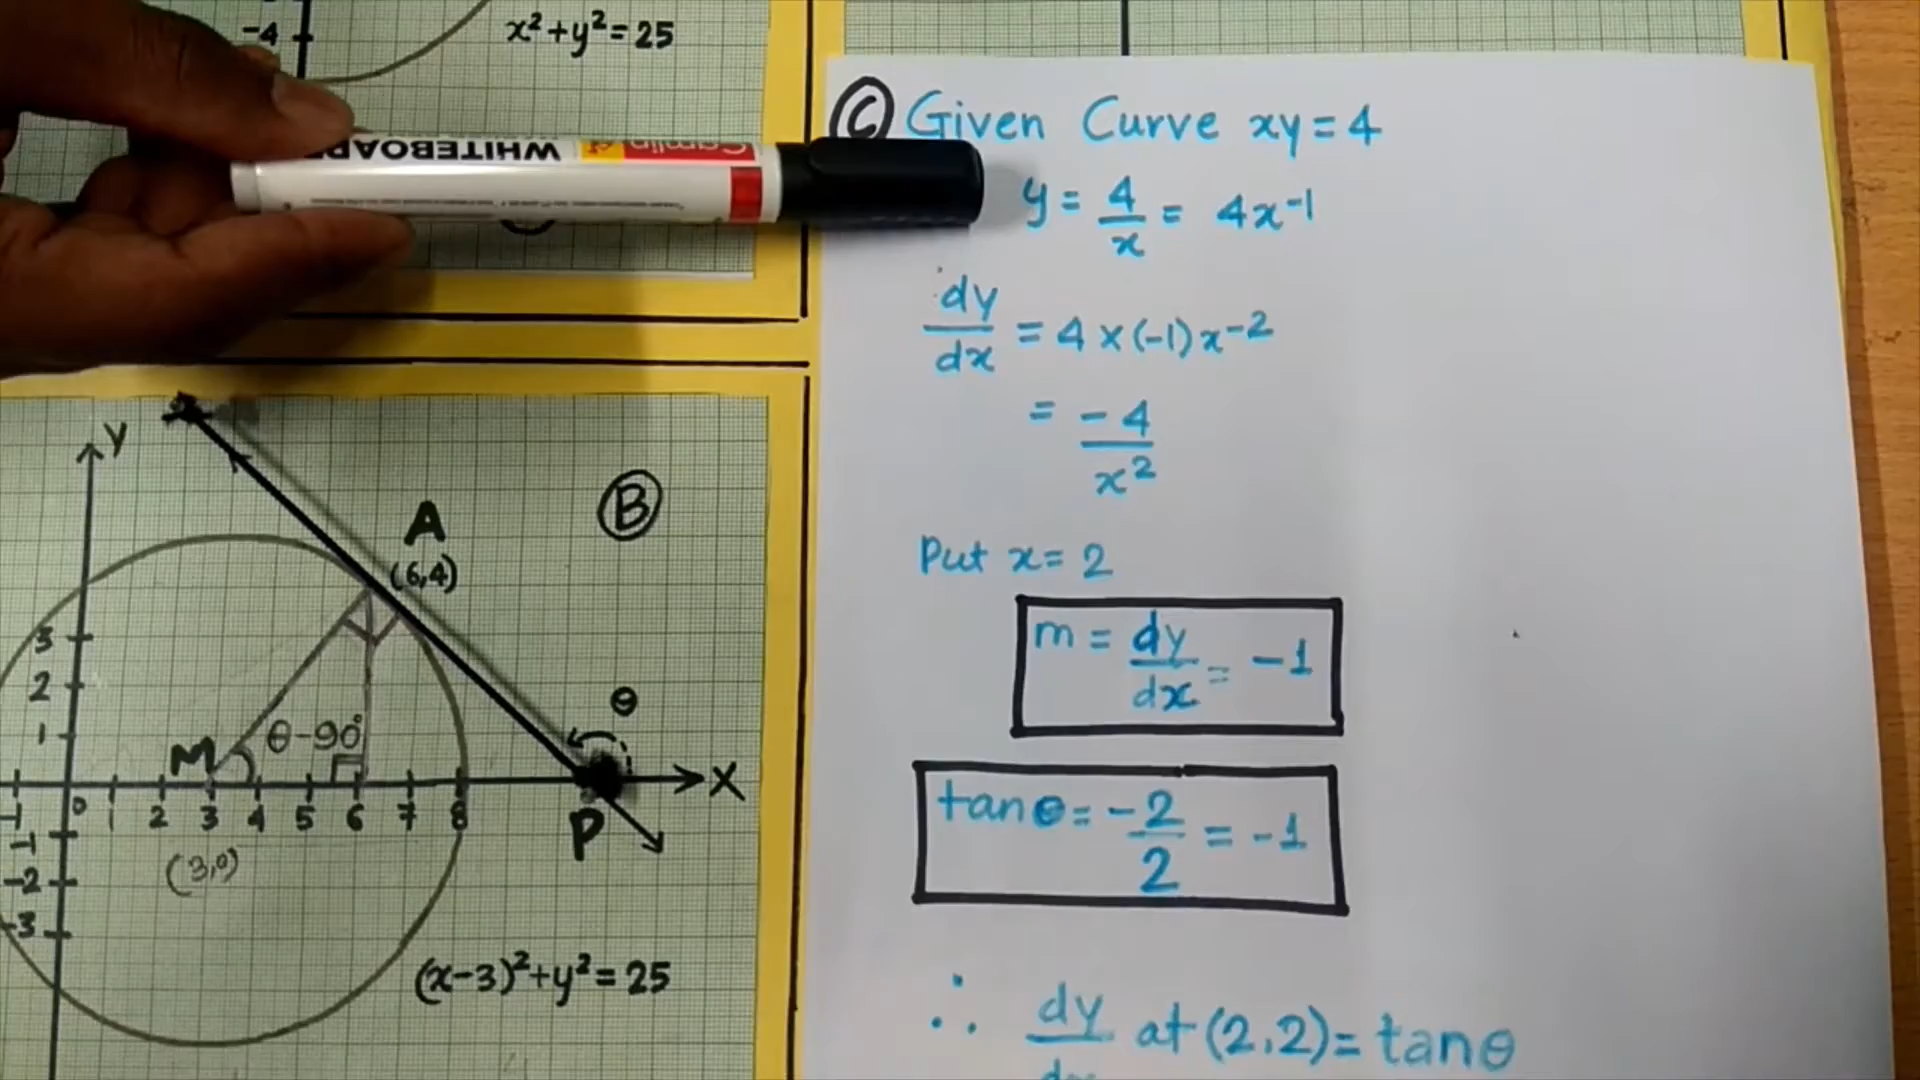 -4
x²+y²=25
WHITEBOARD
Camlin
Ⓒ Given Curve xy=4
y = 4/x = 4x⁻¹
dy/dx = 4×(-1)x⁻²
= -4/x²
Put x=2
m = dy/dx = -1
tanθ = -2/2 = -1
∴ dy/dx at (2,2)= tanθ
Y
Ⓑ
A
(6,4)
3
2
1
θ
M
θ-90°
X
-1 0 1 2 3 4 5 6 7 8
P
-1
(3,0)
-2
-3
(x-3)²+y²=25